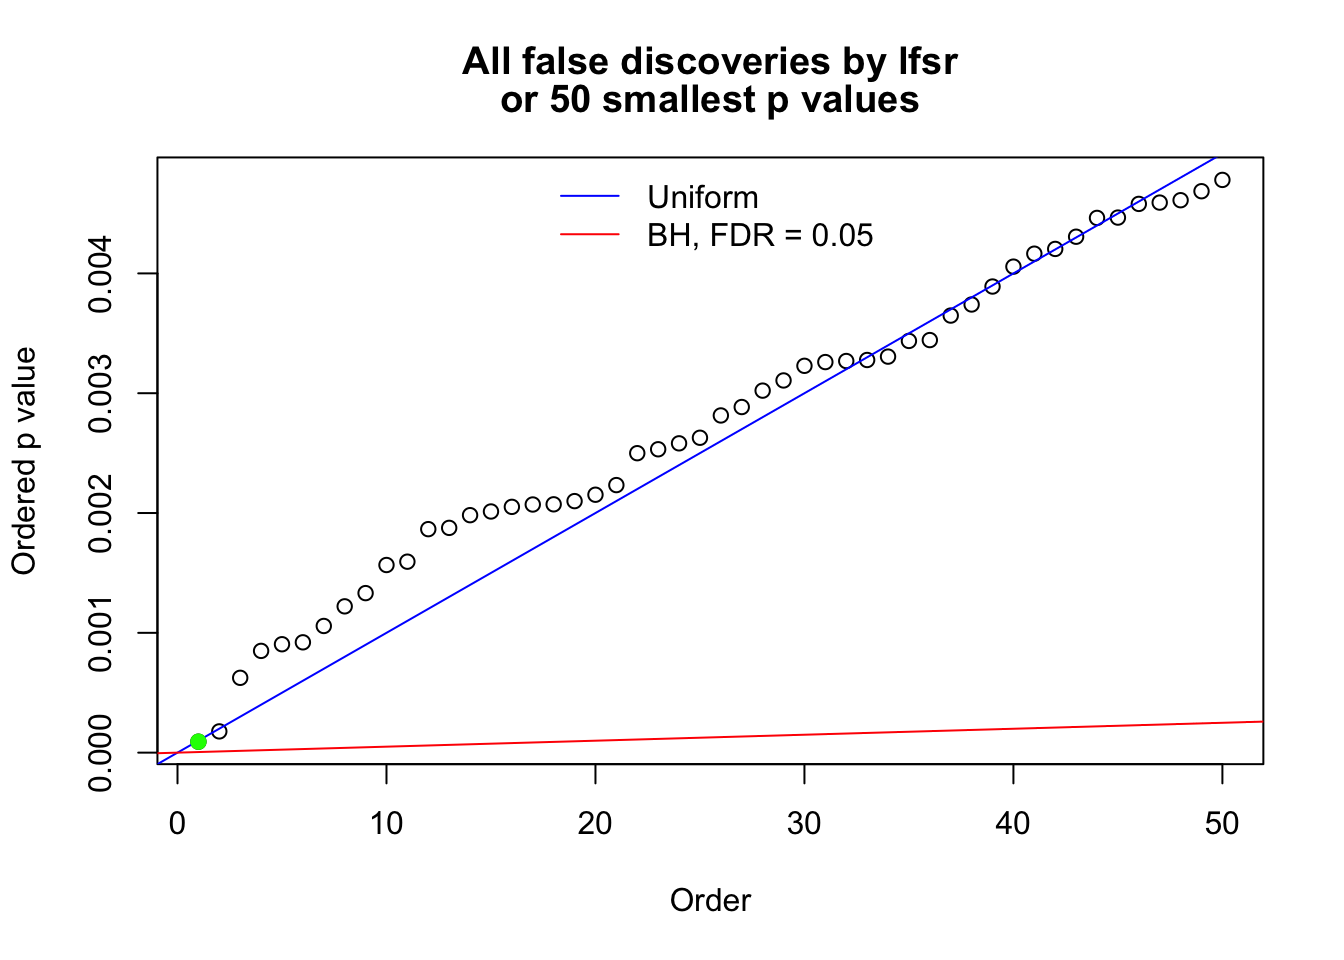 All false discoveries by lfsr
or 50 smallest p values
Uniform
BH, FDR = 0.05
Ordered p value
0.004
0.003
0.002
0.001
0.000
0 10 20 30 40 50
Order